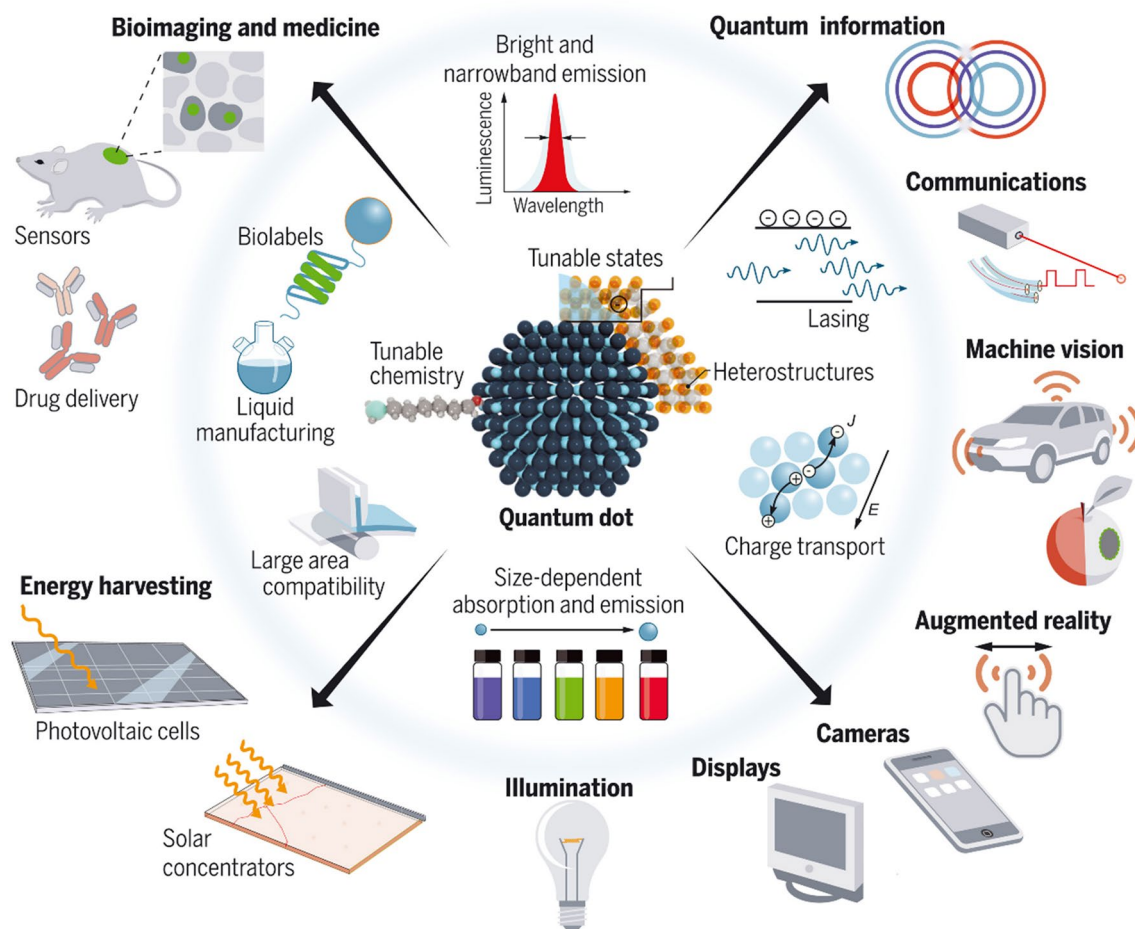 Bioimaging and medicine
Bright and
narrowband emission
Luminescence
Wavelength
Quantum information
Sensors
Drug delivery
Biolabels
Liquid
manufacturing
Tunable
chemistry
Tunable states
-
Heterostructures
Quantum dot
- - - -
Lasing
Communications
Machine vision
- J
+ -
+
E
Charge transport
Large area
compatibility
Size-dependent
absorption and emission
Energy harvesting
Photovoltaic cells
Solar
concentrators
Illumination
Displays
Cameras
Augmented reality